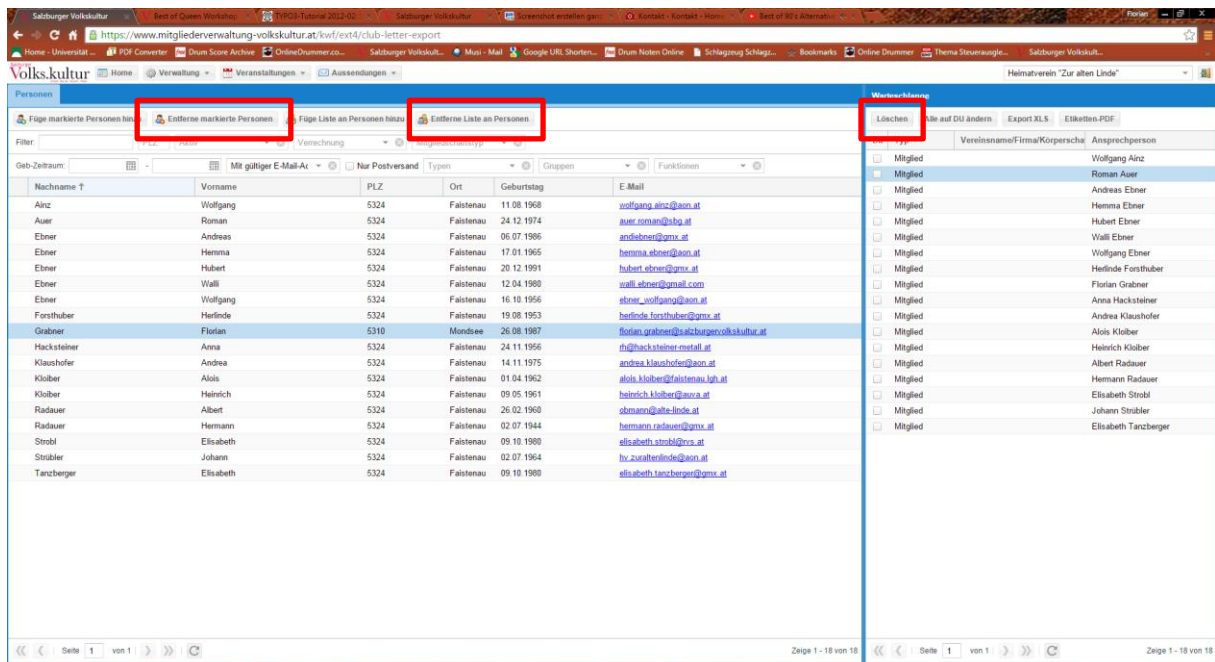 Salzburger Volkskultur
Best of Queen Workshop
TYPO3-Tutorial 2012-02
Salzburger Volkskultur
Screenshot erstellen ganz
Kontakt - Kontakt - Home
Best of 90's Alternative
Florian
https://www.mitgliederverwaltung-volkskultur.at/kwf/ext4/club-letter-export
Home - Universität ... PDF Converter Drum Score Archive OnlineDrummer.co... Salzburger Volkskult... Musi - Mail Google URL Shorten... Drum Noten Online Schlagzeug Schlagz... Bookmarks Online Drummer Thema Steuerausgle... Salzburger Volkskult...
Volks.kultur Home Verwaltung Veranstaltungen Aussendungen Heimatverein "Zur alten Linde"
Personen
Warteschlange
Füge markierte Personen hinzu Entferne markierte Personen Füge Liste an Personen hinzu Entferne Liste an Personen
Löschen Alle auf DU ändern Export XLS Etiketten-PDF
Filter: PLZ Aktiv Verrechnung Mitgliedschaftstyp
Geb-Zeitraum: - Mit gültiger E-Mail-Ac Nur Postversand Typen Gruppen Funktionen
Nachname Vorname PLZ Ort Geburtstag E-Mail
Ainz Wolfgang 5324 Faistenau 11.08.1968 wolfgang.ainz@aon.at
Auer Roman 5324 Faistenau 24.12.1974 auer.roman@sbg.at
Ebner Andreas 5324 Faistenau 06.07.1986 andiebner@gmx.at
Ebner Hemma 5324 Faistenau 17.01.1965 hemma.ebner@aon.at
Ebner Hubert 5324 Faistenau 20.12.1991 hubert.ebner@gmx.at
Ebner Walli 5324 Faistenau 12.04.1980 walli.ebner@gmail.com
Ebner Wolfgang 5324 Faistenau 16.10.1956 ebner_wolfgang@aon.at
Forsthuber Herlinde 5324 Faistenau 19.08.1953 herlinde.forsthuber@gmx.at
Grabner Florian 5310 Mondsee 26.08.1987 florian.grabner@salzburgervolkskultur.at
Hacksteiner Anna 5324 Faistenau 24.11.1956 rh@hacksteiner-metall.at
Klaushofer Andrea 5324 Faistenau 14.11.1975 andrea.klaushofer@aon.at
Kloiber Alois 5324 Faistenau 01.04.1962 alois.kloiber@faistenau.lgh.at
Kloiber Heinrich 5324 Faistenau 09.05.1961 heinrich.kloiber@auva.at
Radauer Albert 5324 Faistenau 26.02.1960 obmann@alte-linde.at
Radauer Hermann 5324 Faistenau 02.07.1944 hermann.radauer@gmx.at
Strobl Elisabeth 5324 Faistenau 09.10.1980 elisabeth.strobl@rvs.at
Strübler Johann 5324 Faistenau 02.07.1964 hv.zuraltenlinde@aon.at
Tanzberger Elisabeth 5324 Faistenau 09.10.1980 elisabeth.tanzberger@gmx.at
Du Typ Vereinsname/Firma/Körperscha Ansprechperson
Mitglied Wolfgang Ainz
Mitglied Roman Auer
Mitglied Andreas Ebner
Mitglied Hemma Ebner
Mitglied Hubert Ebner
Mitglied Walli Ebner
Mitglied Wolfgang Ebner
Mitglied Herlinde Forsthuber
Mitglied Florian Grabner
Mitglied Anna Hacksteiner
Mitglied Andrea Klaushofer
Mitglied Alois Kloiber
Mitglied Heinrich Kloiber
Mitglied Albert Radauer
Mitglied Hermann Radauer
Mitglied Elisabeth Strobl
Mitglied Johann Strübler
Mitglied Elisabeth Tanzberger
Seite 1 von 1 Zeige 1 - 18 von 18
Seite 1 von 1 Zeige 1 - 18 von 18